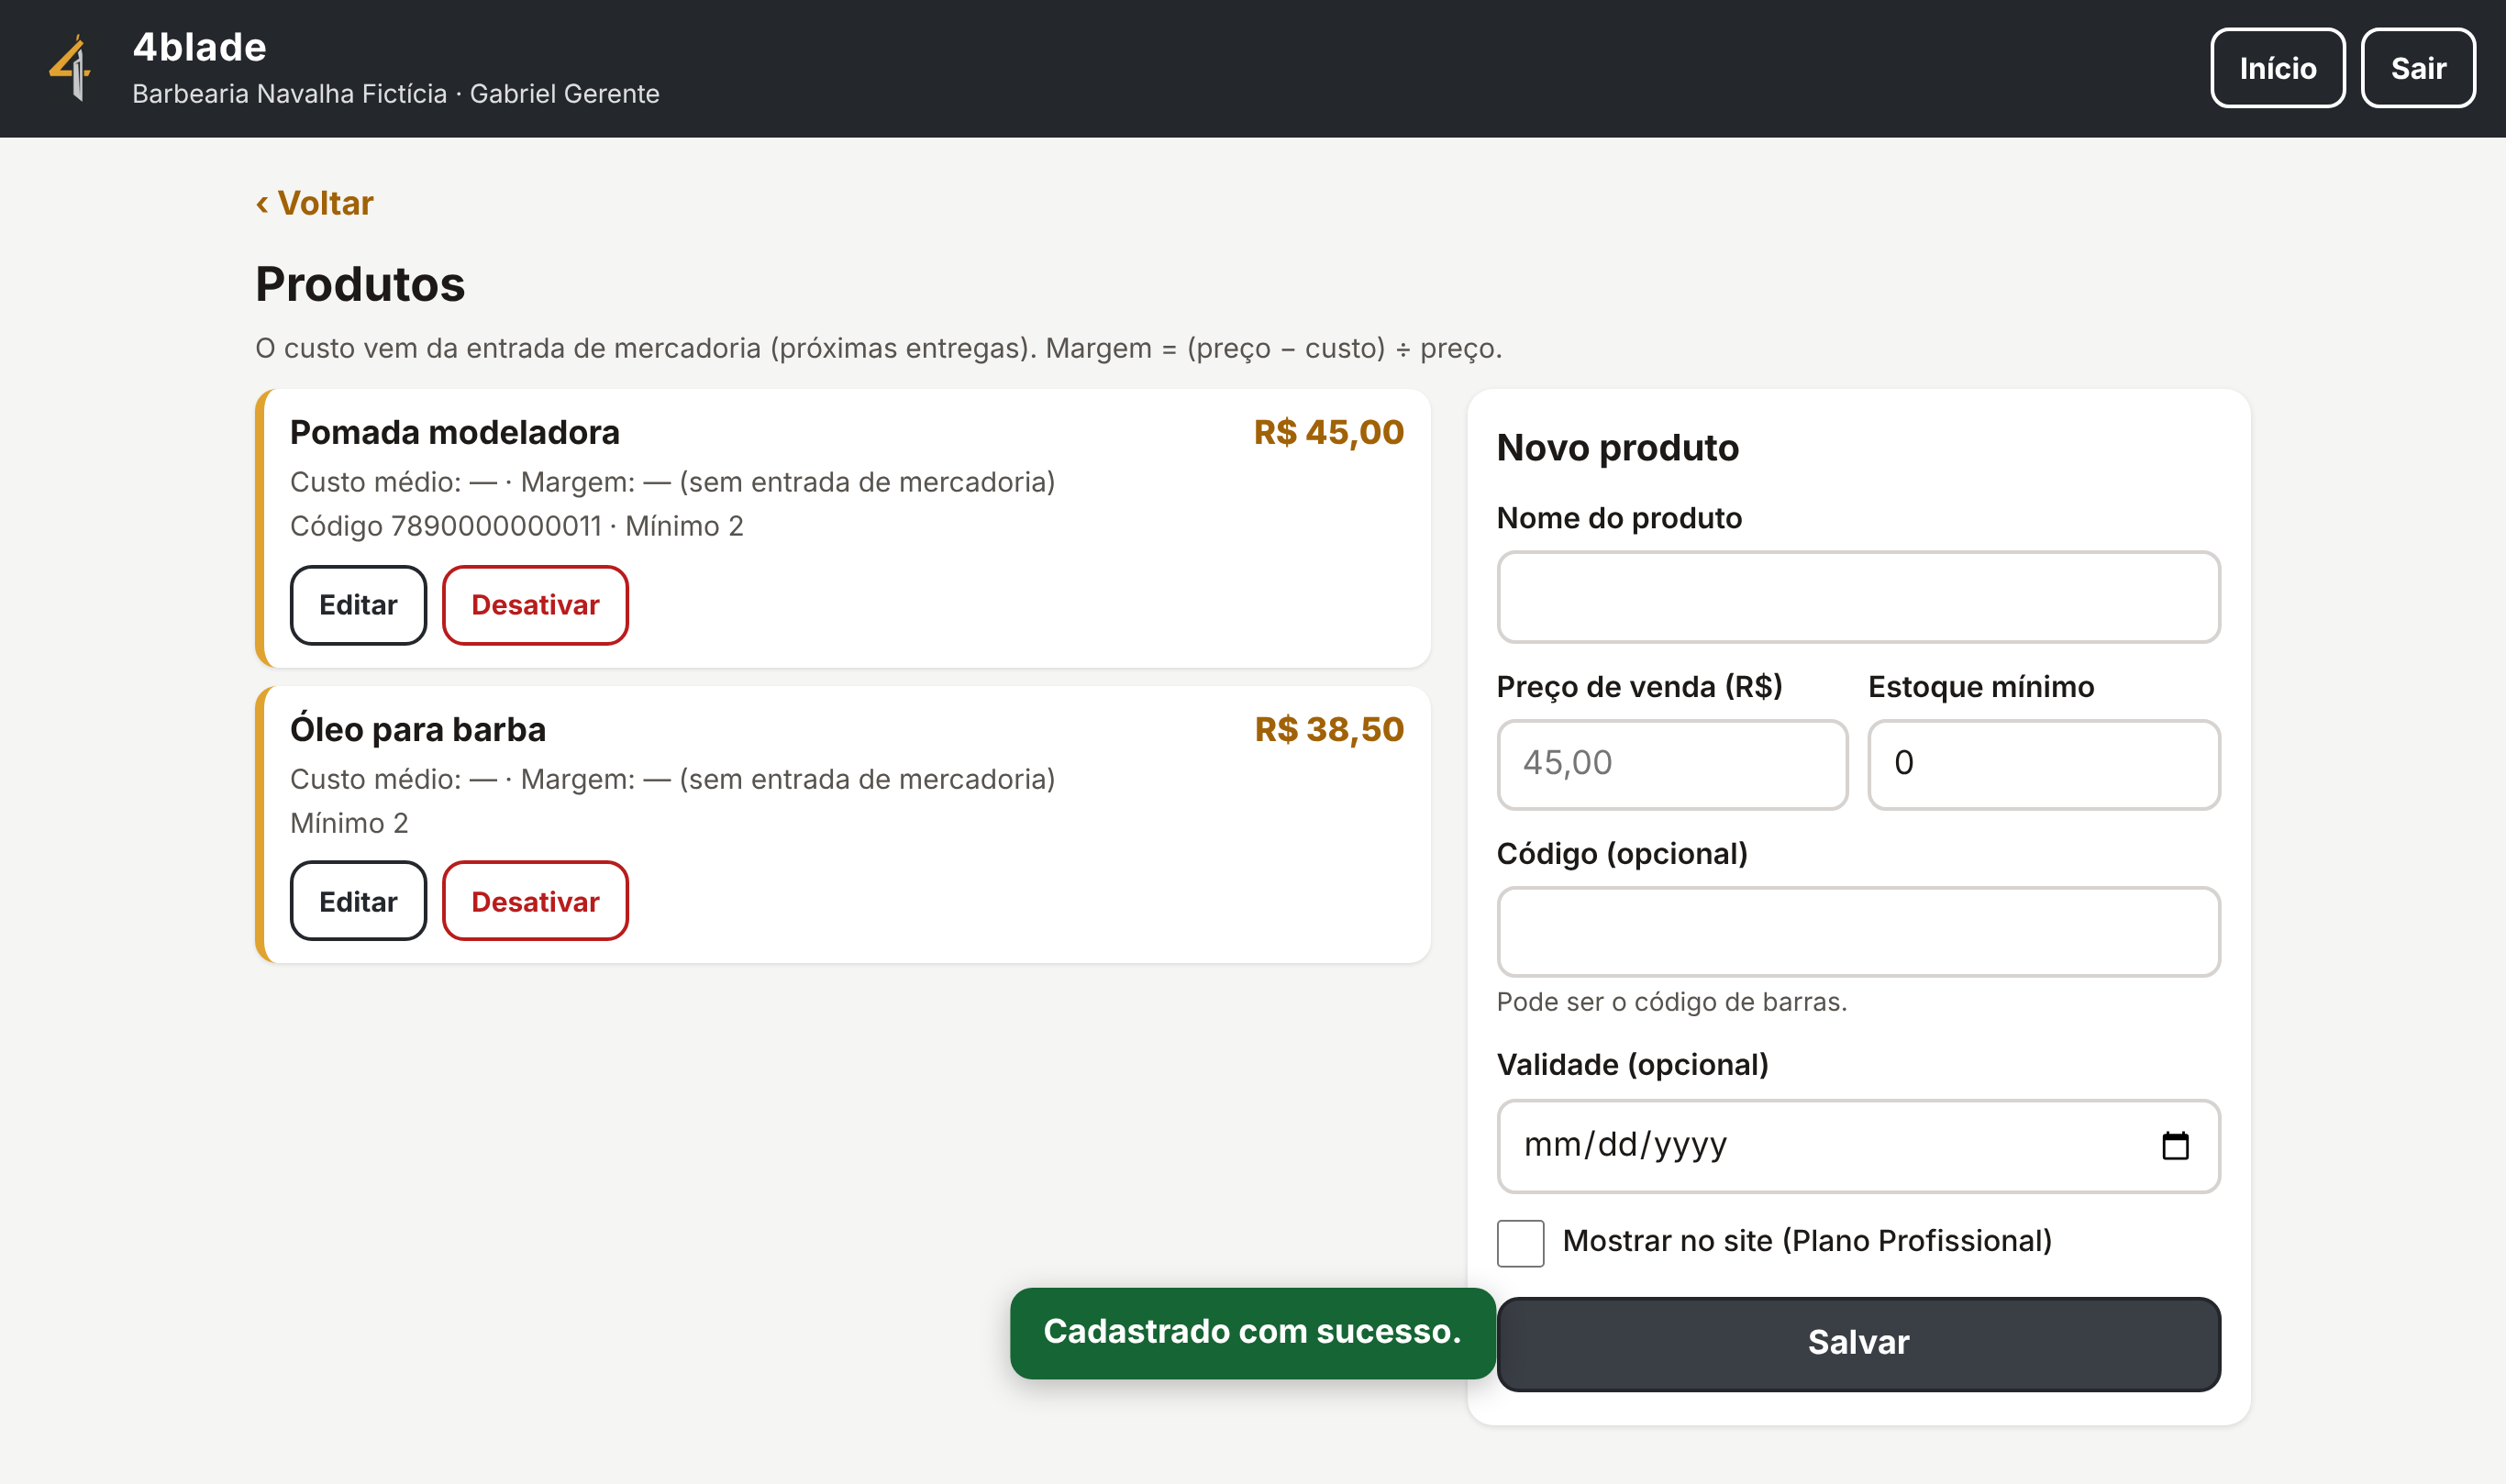 4blade
Barbearia Navalha Fictícia · Gabriel Gerente
Início
Sair
‹ Voltar
Produtos
O custo vem da entrada de mercadoria (próximas entregas). Margem = (preço − custo) ÷ preço.
Pomada modeladora
R$ 45,00
Custo médio: — · Margem: — (sem entrada de mercadoria)
Código 7890000000011 · Mínimo 2
Editar
Desativar
Óleo para barba
R$ 38,50
Custo médio: — · Margem: — (sem entrada de mercadoria)
Mínimo 2
Editar
Desativar
Novo produto
Nome do produto
Preço de venda (R$)
Estoque mínimo
45,00
0
Código (opcional)
Pode ser o código de barras.
Validade (opcional)
mm/dd/yyyy
Mostrar no site (Plano Profissional)
Cadastrado com sucesso.
Salvar